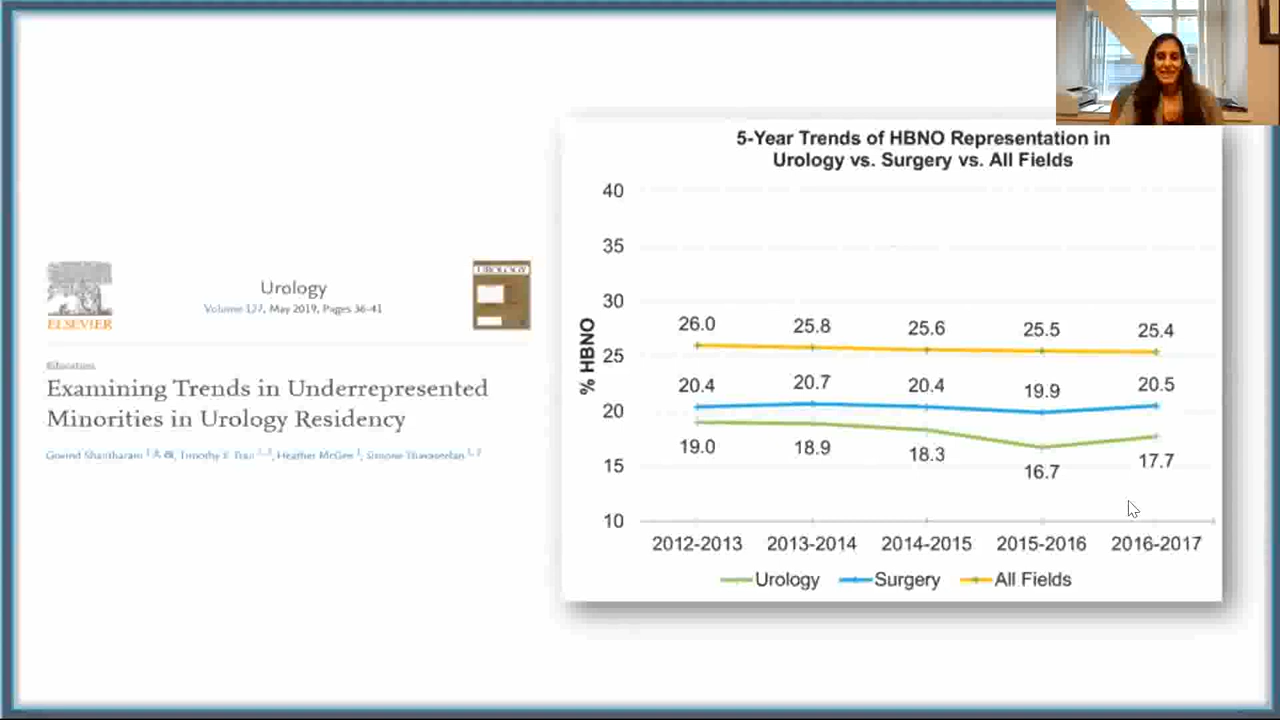 5-Year Trends of HBNO Representation in
Urology vs. Surgery vs. All Fields
40
35
30
25
20
15
10
% HBNO
26.0 25.8 25.6 25.5 25.4
20.4 20.7 20.4 19.9 20.5
19.0 18.9 18.3 16.7 17.7
2012-2013 2013-2014 2014-2015 2015-2016 2016-2017
Urology Surgery All Fields
ELSEVIER
Urology
Volume 127, May 2019, Pages 36-41
UROLOGY
Education
Examining Trends in Underrepresented
Minorities in Urology Residency
Govind Shantharam Heather McGee Simone Thavaseelan